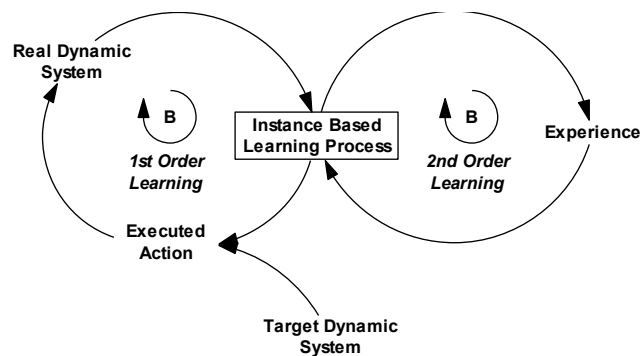 Real Dynamic
System
B
1st Order
Learning
Instance Based
Learning Process
B
2nd Order
Learning
Experience
Executed
Action
Target Dynamic
System